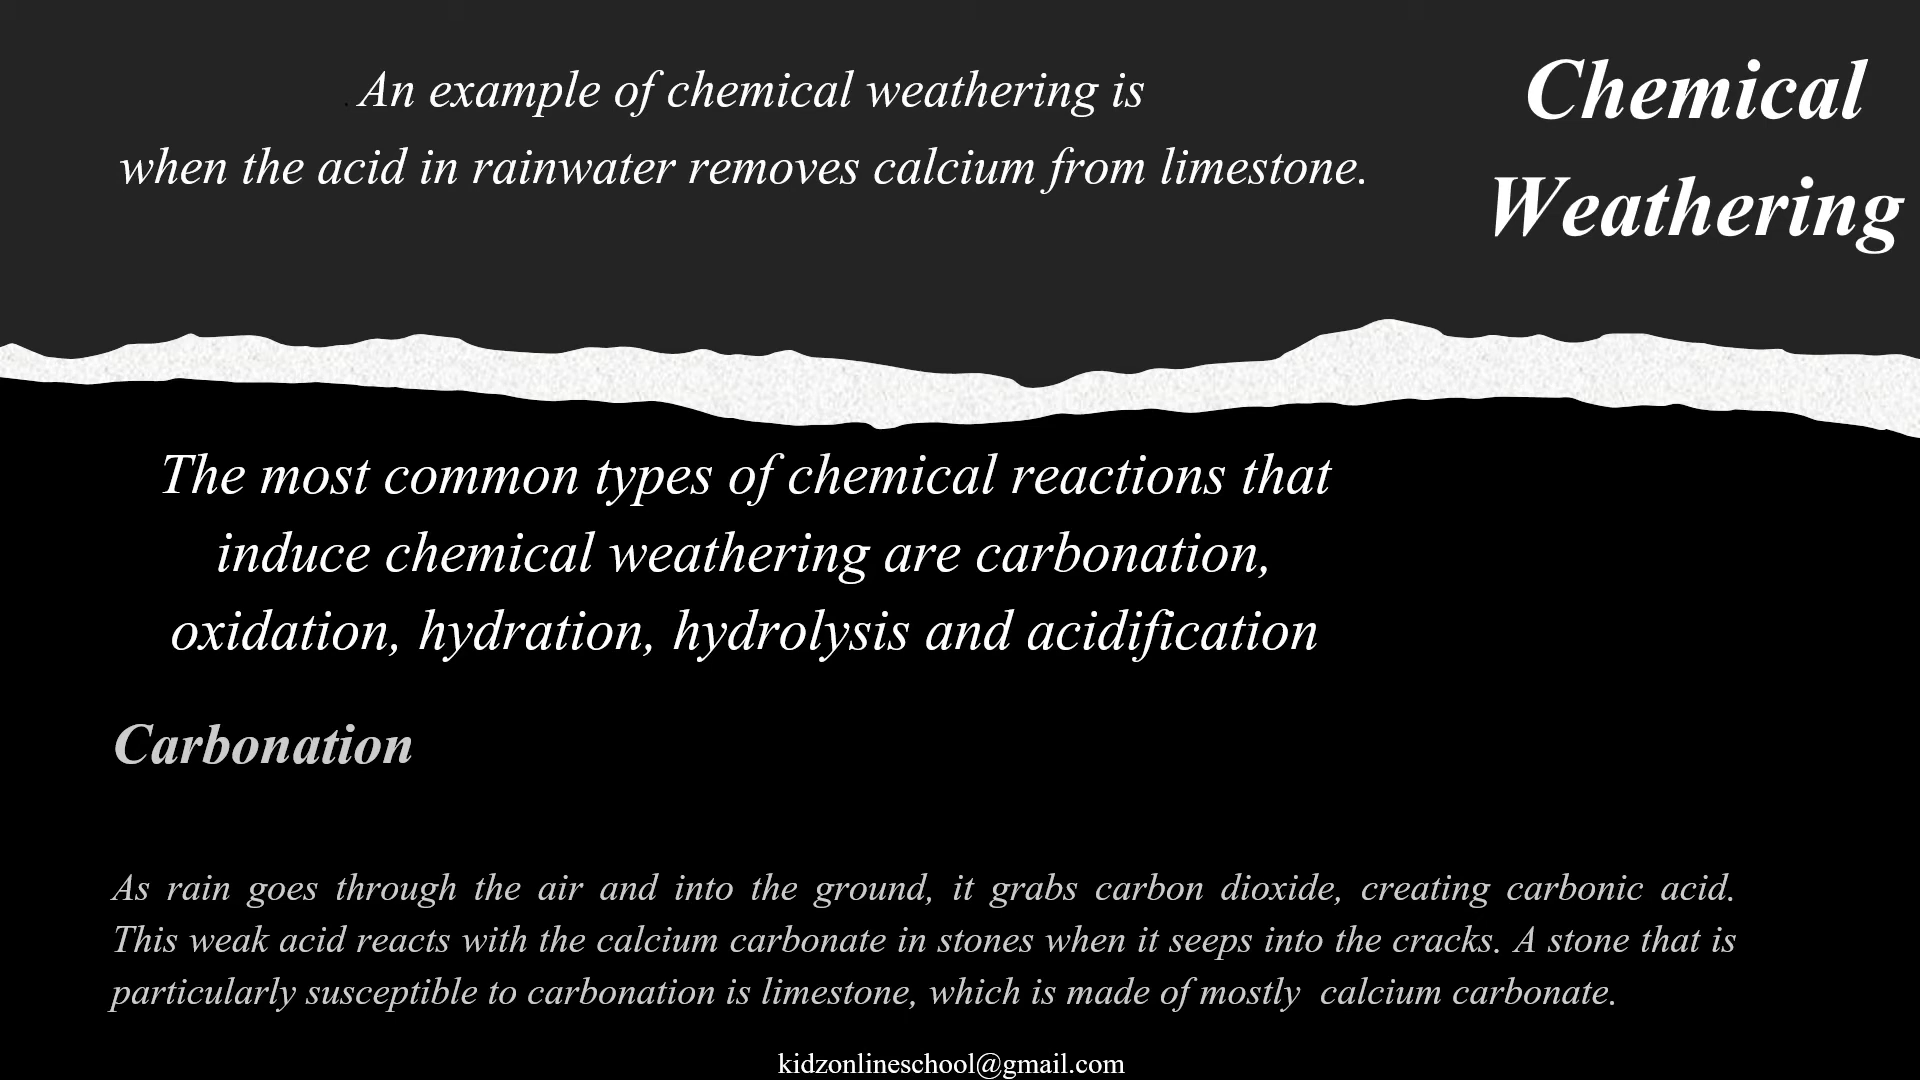 Chemical
Weathering
An example of chemical weathering is
when the acid in rainwater removes calcium from limestone.
The most common types of chemical reactions that
induce chemical weathering are carbonation,
oxidation, hydration, hydrolysis and acidification
Carbonation
As rain goes through the air and into the ground, it grabs carbon dioxide, creating carbonic acid.
This weak acid reacts with the calcium carbonate in stones when it seeps into the cracks. A stone that is
particularly susceptible to carbonation is limestone, which is made of mostly  calcium carbonate.
kidzonlineschool@gmail.com